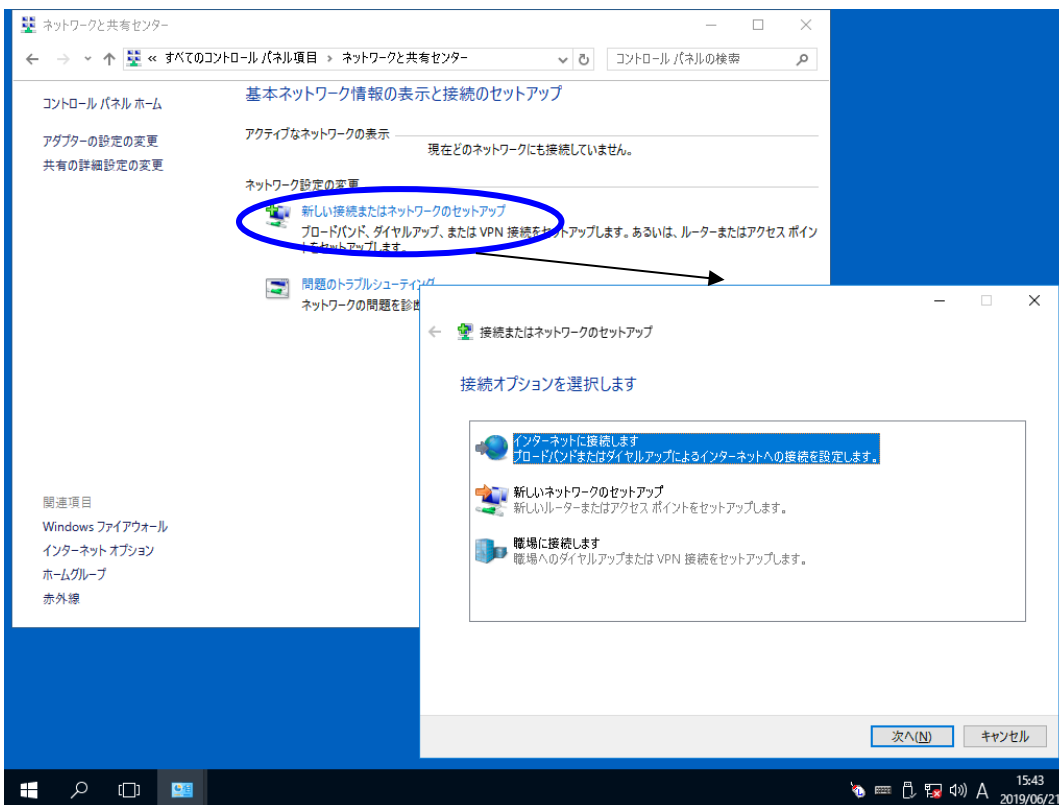 ネットワークと共有センター
« すべてのコントロール パネル項目 › ネットワークと共有センター
コントロール パネルの検索
コントロール パネル ホーム
アダプターの設定の変更
共有の詳細設定の変更
基本ネットワーク情報の表示と接続のセットアップ
アクティブなネットワークの表示
現在どのネットワークにも接続していません。
ネットワーク設定の変更
新しい接続またはネットワークのセットアップ
ブロードバンド、ダイヤルアップ、または VPN 接続をセットアップします。あるいは、ルーターまたはアクセス ポイン
トをセットアップします。
問題のトラブルシューティング
ネットワークの問題を診断
関連項目
Windows ファイアウォール
インターネット オプション
ホームグループ
赤外線
接続またはネットワークのセットアップ
接続オプションを選択します
インターネットに接続します
ブロードバンドまたはダイヤルアップによるインターネットへの接続を設定します。
新しいネットワークのセットアップ
新しいルーターまたはアクセス ポイントをセットアップします。
職場に接続します
職場へのダイヤルアップまたは VPN 接続をセットアップします。
次へ(N)
キャンセル
A
15:43
2019/06/21